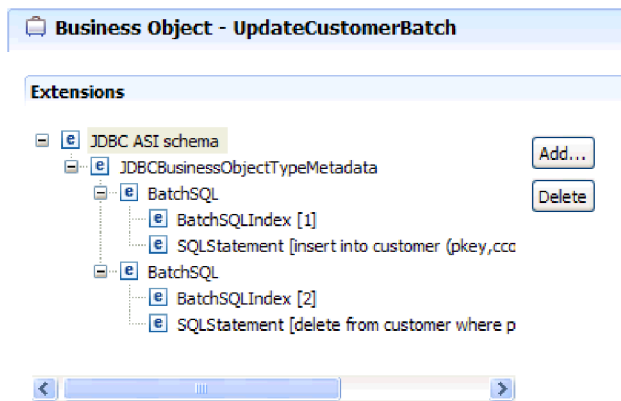 Business Object - UpdateCustomerBatch
Extensions
JDBC ASI schema
Add...
JDBCBusinessObjectTypeMetadata
BatchSQL
Delete
BatchSQLIndex [1]
SQLStatement [insert into customer (pkey,ccc
BatchSQL
BatchSQLIndex [2]
SQLStatement [delete from customer where p